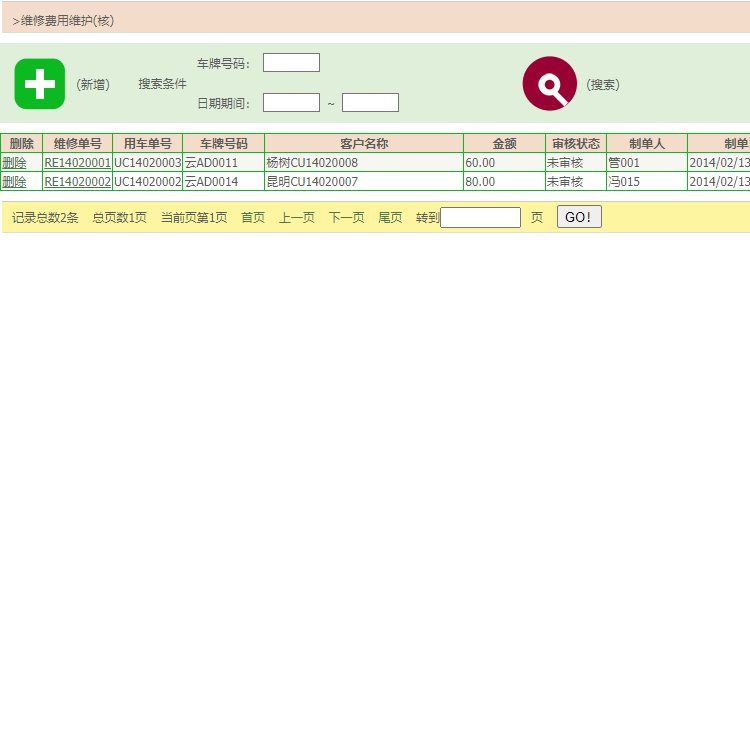 >维修费用维护(核)
车牌号码：
(新增) 搜索条件 (搜索)
日期期间： ~
删除 维修单号 用车单号 车牌号码 客户名称 金额 审核状态 制单人 制单
删除 RE14020001 UC14020003 云AD0011 杨树CU14020008 60.00 未审核 管001 2014/02/13
删除 RE14020002 UC14020002 云AD0014 昆明CU14020007 80.00 未审核 冯015 2014/02/13
记录总数2条 总页数1页 当前页第1页 首页 上一页 下一页 尾页 转到 页 GO!